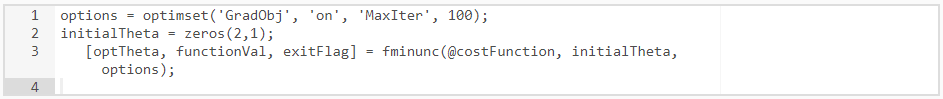 1 options = optimset('GradObj', 'on', 'MaxIter', 100);
2 initialTheta = zeros(2,1);
3 [optTheta, functionVal, exitFlag] = fminunc(@costFunction, initialTheta,
options);
4